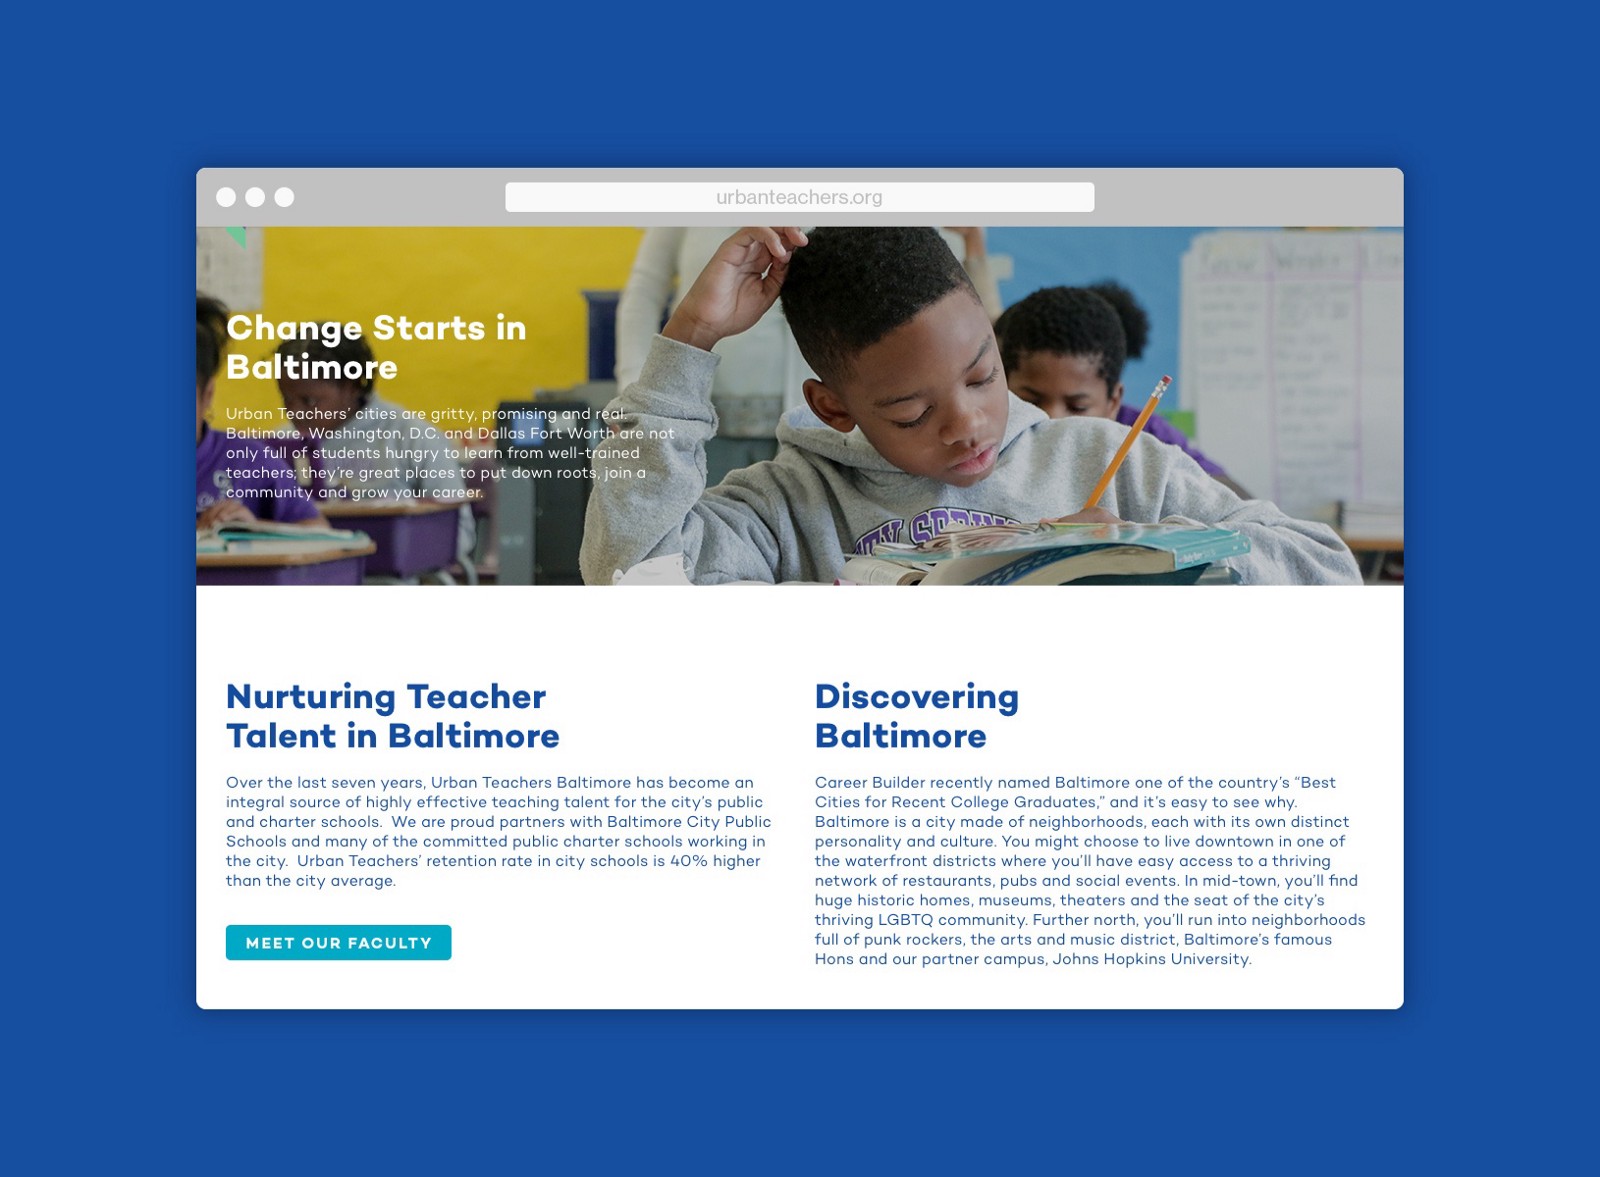 urbanteachers.org
Change Starts in
Baltimore
Urban Teachers’ cities are gritty, promising and real.
Baltimore, Washington, D.C. and Dallas Fort Worth are not
only full of students hungry to learn from well-trained
teachers; they’re great places to put down roots, join a
community and grow your career.
Nurturing Teacher
Talent in Baltimore
Over the last seven years, Urban Teachers Baltimore has become an
integral source of highly effective teaching talent for the city’s public
and charter schools.  We are proud partners with Baltimore City Public
Schools and many of the committed public charter schools working in
the city.  Urban Teachers’ retention rate in city schools is 40% higher
than the city average.
MEET OUR FACULTY
Discovering
Baltimore
Career Builder recently named Baltimore one of the country’s “Best
Cities for Recent College Graduates,” and it’s easy to see why.
Baltimore is a city made of neighborhoods, each with its own distinct
personality and culture. You might choose to live downtown in one of
the waterfront districts where you’ll have easy access to a thriving
network of restaurants, pubs and social events. In mid-town, you’ll find
huge historic homes, museums, theaters and the seat of the city’s
thriving LGBTQ community. Further north, you’ll run into neighborhoods
full of punk rockers, the arts and music district, Baltimore’s famous
Hons and our partner campus, Johns Hopkins University.